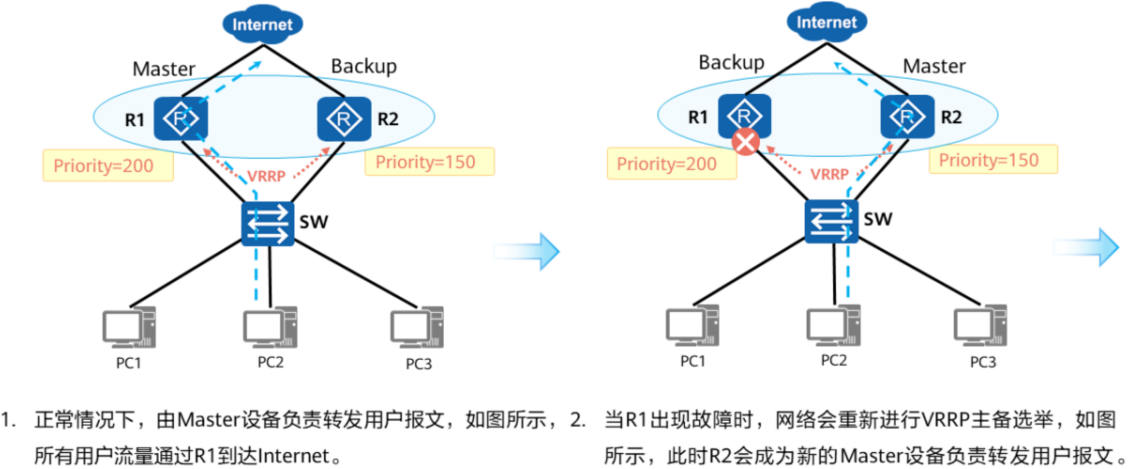 Internet
Master
Backup
R
R1
R
R2
Priority=200
Priority=150
VRRP
SW
PC1
PC2
PC3
1. 正常情况下，由Master设备负责转发用户报文，如图所示，
所有用户流量通过R1到达Internet。
Internet
Backup
Master
R1
R
R
R2
Priority=200
Priority=150
VRRP
SW
PC1
PC2
PC3
2. 当R1出现故障时，网络会重新进行VRRP主备选举，如图
所示，此时R2会成为新的Master设备负责转发用户报文。